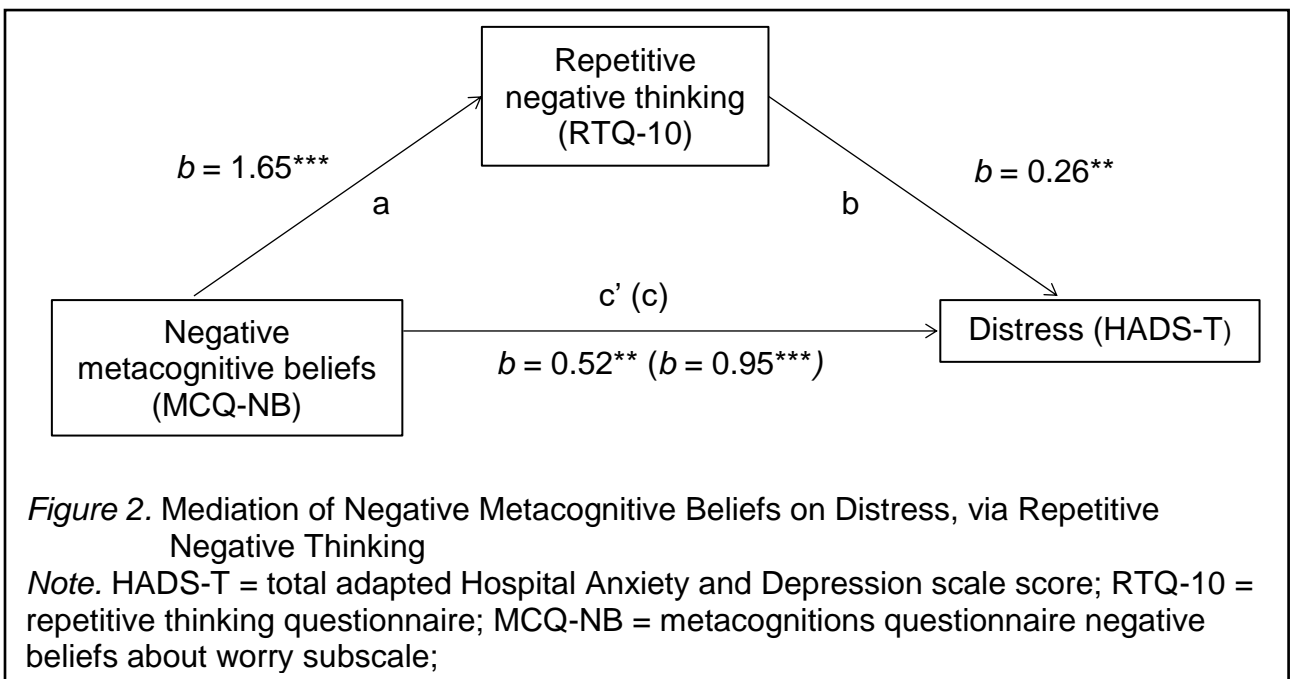 Repetitive
negative thinking
(RTQ-10)
b = 1.65***
b = 0.26**
a
b
c’ (c)
Negative
metacognitive beliefs
(MCQ-NB)
Distress (HADS-T)
b = 0.52** (b = 0.95***)
Figure 2. Mediation of Negative Metacognitive Beliefs on Distress, via Repetitive
Negative Thinking
Note. HADS-T = total adapted Hospital Anxiety and Depression scale score; RTQ-10 =
repetitive thinking questionnaire; MCQ-NB = metacognitions questionnaire negative
beliefs about worry subscale;